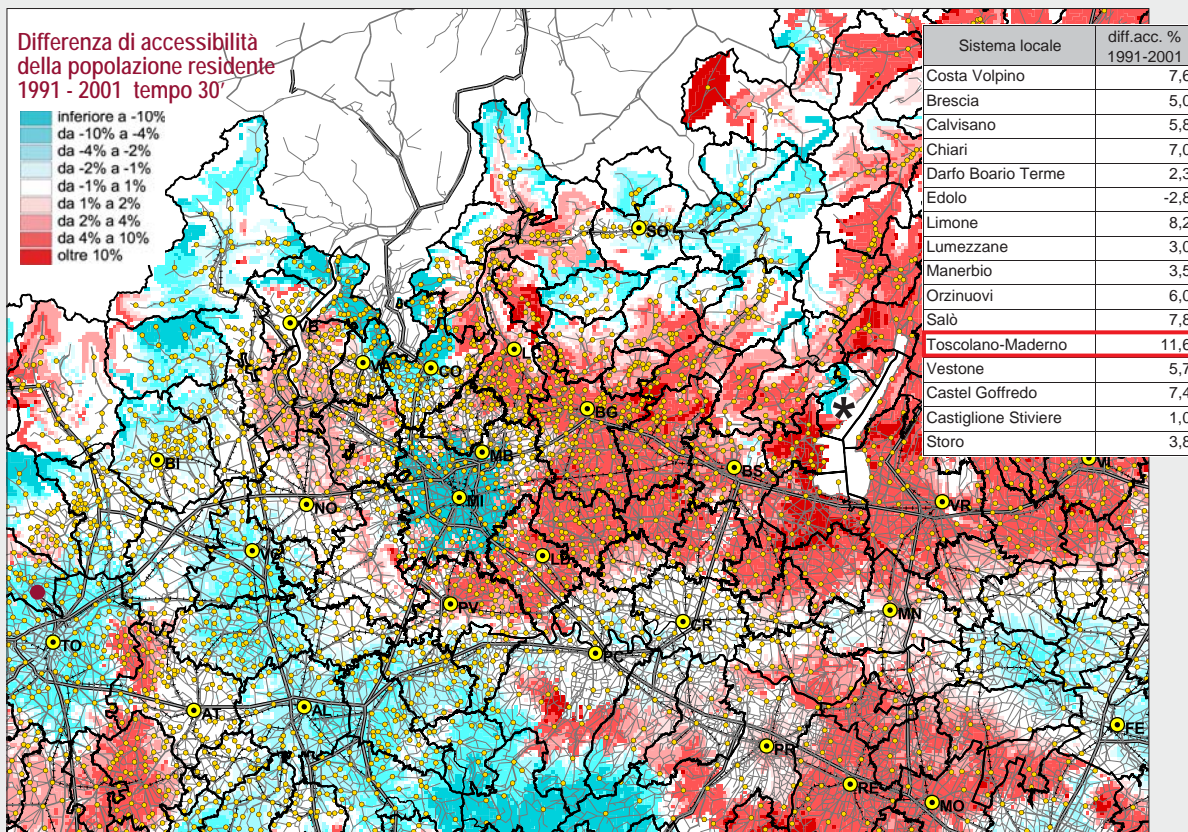 Differenza di accessibilità
della popolazione residente
1991 - 2001 tempo 30'
inferiore a -10%
da -10% a -4%
da -4% a -2%
da -2% a -1%
da -1% a 1%
da 1% a 2%
da 2% a 4%
da 4% a 10%
oltre 10%
Sistema locale diff.acc. % 
1991-2001
Costa Volpino 7,6
Brescia 5,0
Calvisano 5,8
Chiari 7,0
Darfo Boario Terme 2,3
Edolo -2,8
Limone 8,2
Lumezzane 3,0
Manerbio 3,5
Orzinuovi 6,0
Salò 7,8
Toscolano-Maderno 11,6
Vestone 5,7
Castel Goffredo 7,4
Castiglione Stiviere 1,0
Storo 3,8
SO
VB
VA
CO
BG
*
BI
MB
BS
MI
NO
VR
PV
CR
MN
TO
AT
AL
FE
PR
RE
MO